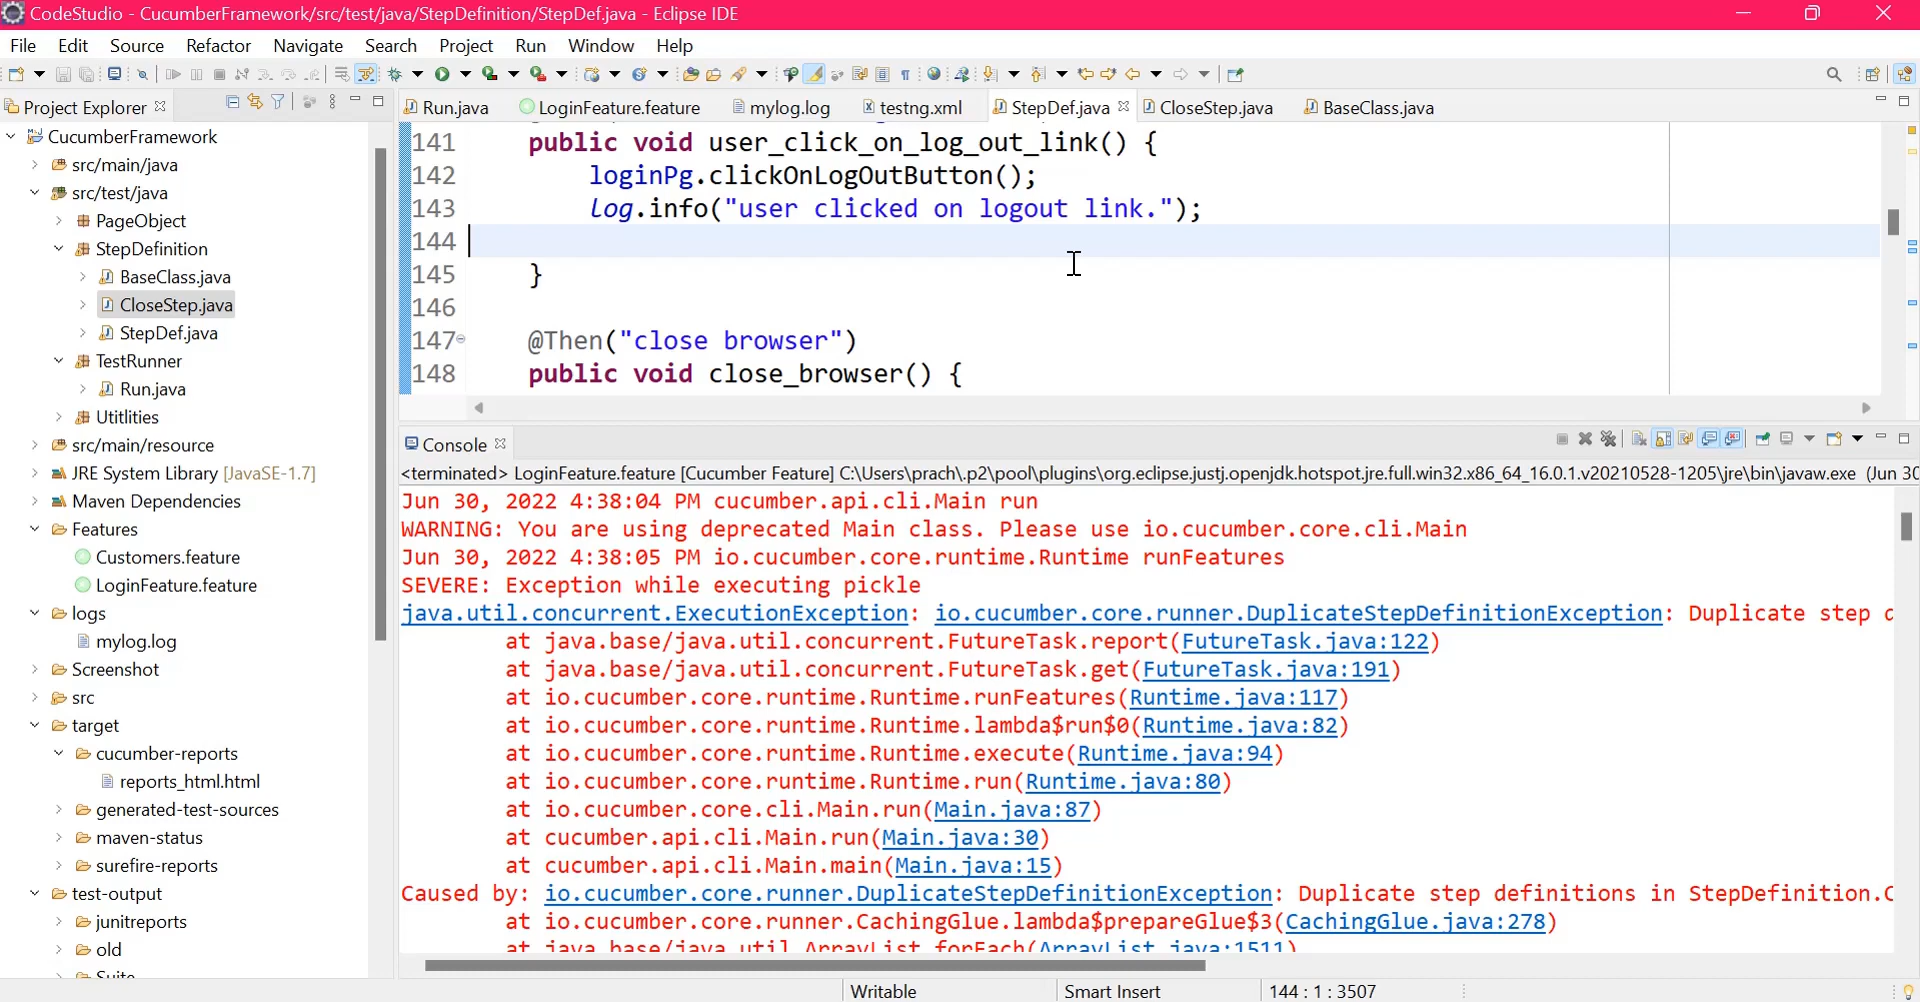 CodeStudio - CucumberFramework/src/test/java/StepDefinition/StepDef.java - Eclipse IDE
File Edit Source Refactor Navigate Search Project Run Window Help
Project Explorer
Run.java LoginFeature.feature mylog.log testng.xml StepDef.java CloseStep.java BaseClass.java
CucumberFramework
src/main/java
src/test/java
PageObject
StepDefinition
BaseClass.java
CloseStep.java
StepDef.java
TestRunner
Run.java
Utitlities
src/main/resource
JRE System Library [JavaSE-1.7]
Maven Dependencies
Features
Customers.feature
LoginFeature.feature
logs
mylog.log
Screenshot
src
target
cucumber-reports
reports_html.html
generated-test-sources
maven-status
surefire-reports
test-output
junitreports
old
Suite
141 public void user_click_on_log_out_link() {
142 loginPg.clickOnLogOutButton();
143 log.info("user clicked on logout link.");
144
145 }
146
147 @Then("close browser")
148 public void close_browser() {
Console
<terminated> LoginFeature.feature [Cucumber Feature] C:\Users\prach\.p2\pool\plugins\org.eclipse.justj.openjdk.hotspot.jre.full.win32.x86_64_16.0.1.v20210528-1205\jre\bin\javaw.exe (Jun 30
Jun 30, 2022 4:38:04 PM cucumber.api.cli.Main run
WARNING: You are using deprecated Main class. Please use io.cucumber.core.cli.Main
Jun 30, 2022 4:38:05 PM io.cucumber.core.runtime.Runtime runFeatures
SEVERE: Exception while executing pickle
java.util.concurrent.ExecutionException: io.cucumber.core.runner.DuplicateStepDefinitionException: Duplicate step d
at java.base/java.util.concurrent.FutureTask.report(FutureTask.java:122)
at java.base/java.util.concurrent.FutureTask.get(FutureTask.java:191)
at io.cucumber.core.runtime.Runtime.runFeatures(Runtime.java:117)
at io.cucumber.core.runtime.Runtime.lambda$run$0(Runtime.java:82)
at io.cucumber.core.runtime.Runtime.execute(Runtime.java:94)
at io.cucumber.core.runtime.Runtime.run(Runtime.java:80)
at io.cucumber.core.cli.Main.run(Main.java:87)
at cucumber.api.cli.Main.run(Main.java:30)
at cucumber.api.cli.Main.main(Main.java:15)
Caused by: io.cucumber.core.runner.DuplicateStepDefinitionException: Duplicate step definitions in StepDefinition.C
at io.cucumber.core.runner.CachingGlue.lambda$prepareGlue$3(CachingGlue.java:278)
at java.base/java.util.ArrayList.forEach(ArrayList.java:1511)
Writable Smart Insert 144 : 1 : 3507